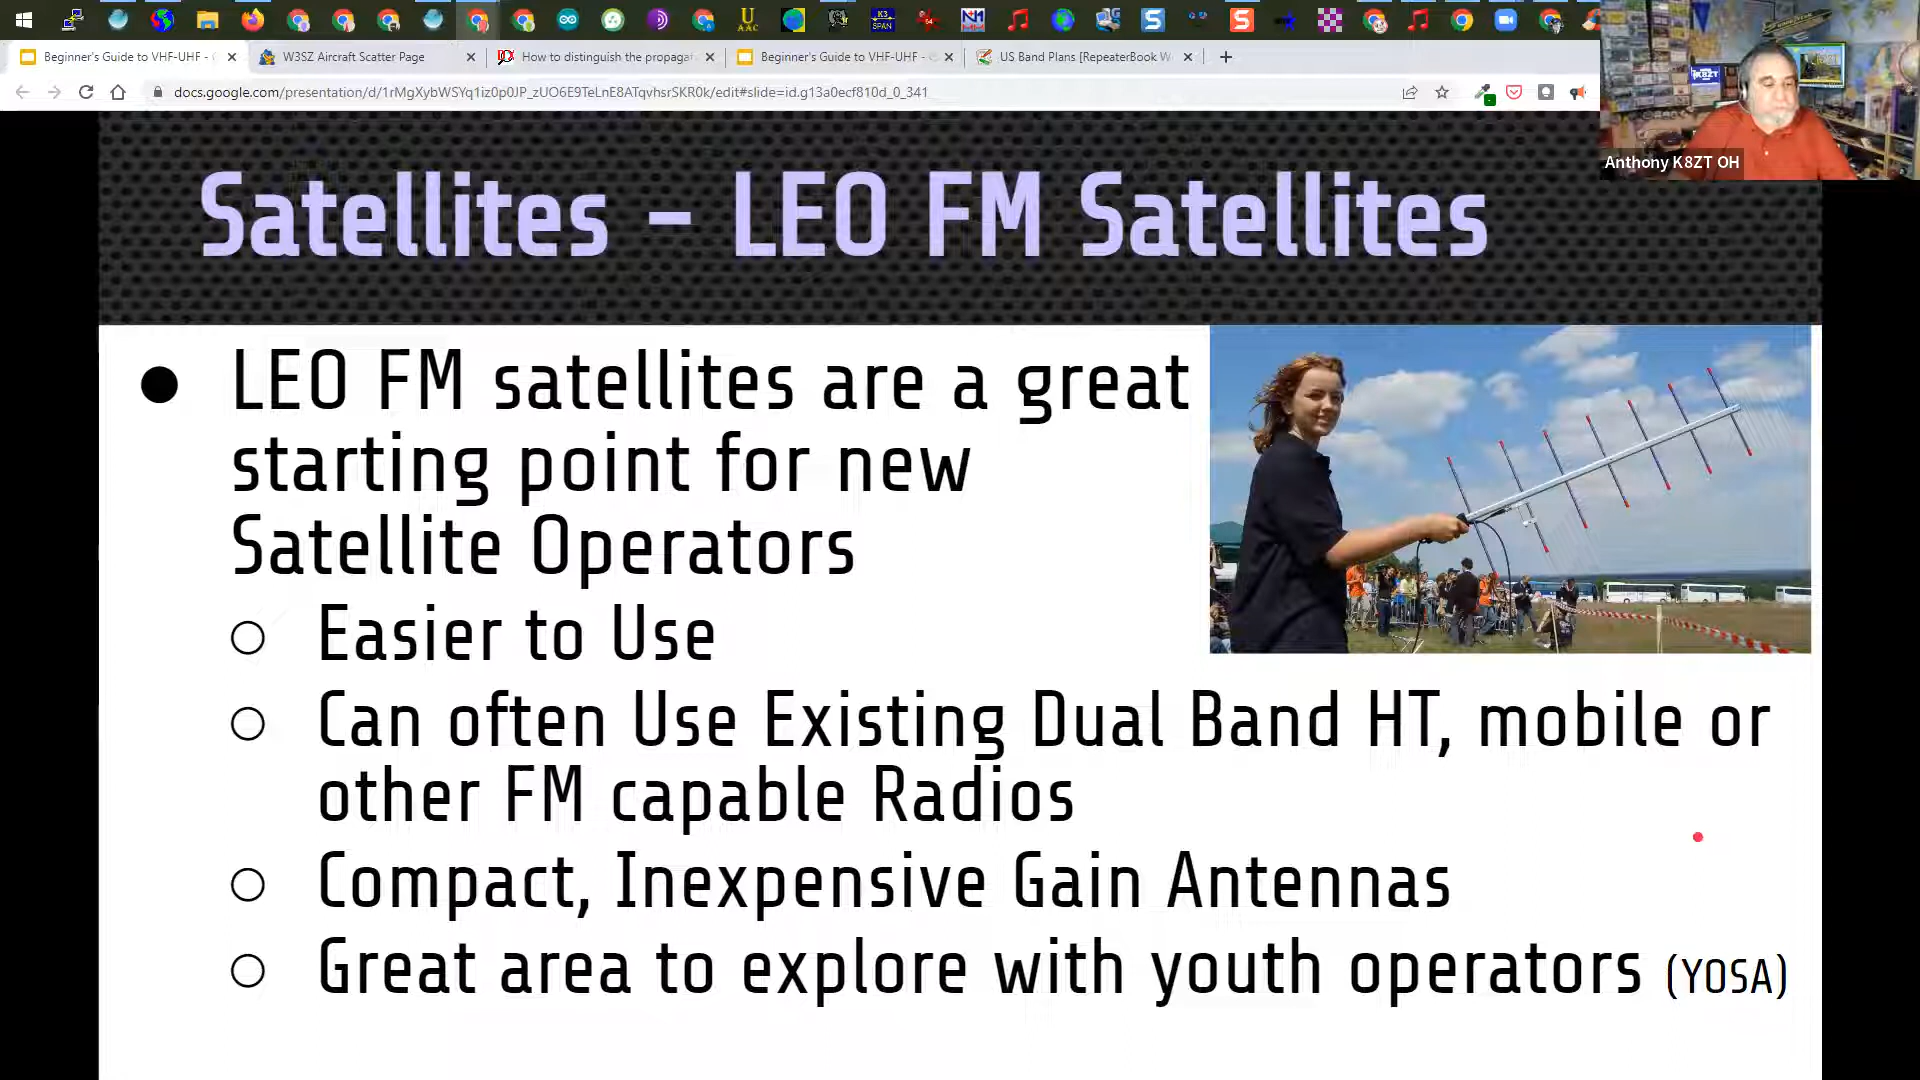 Beginner's Guide to VHF-UHF - 
W3SZ Aircraft Scatter Page
How to distinguish the propagat
Beginner's Guide to VHF-UHF - 
US Band Plans [RepeaterBook W
docs.google.com/presentation/d/1rMgXybWSYq1iz0p0JP_zUO6E9TeLnE8ATqvhsrSKR0k/edit#slide=id.g13a0ecf810d_0_341
Anthony K8ZT OH
Satellites – LEO FM Satellites
● LEO FM satellites are a great
starting point for new
Satellite Operators
○ Easier to Use
○ Can often Use Existing Dual Band HT, mobile or
other FM capable Radios
○ Compact, Inexpensive Gain Antennas
○ Great area to explore with youth operators (YOSA)